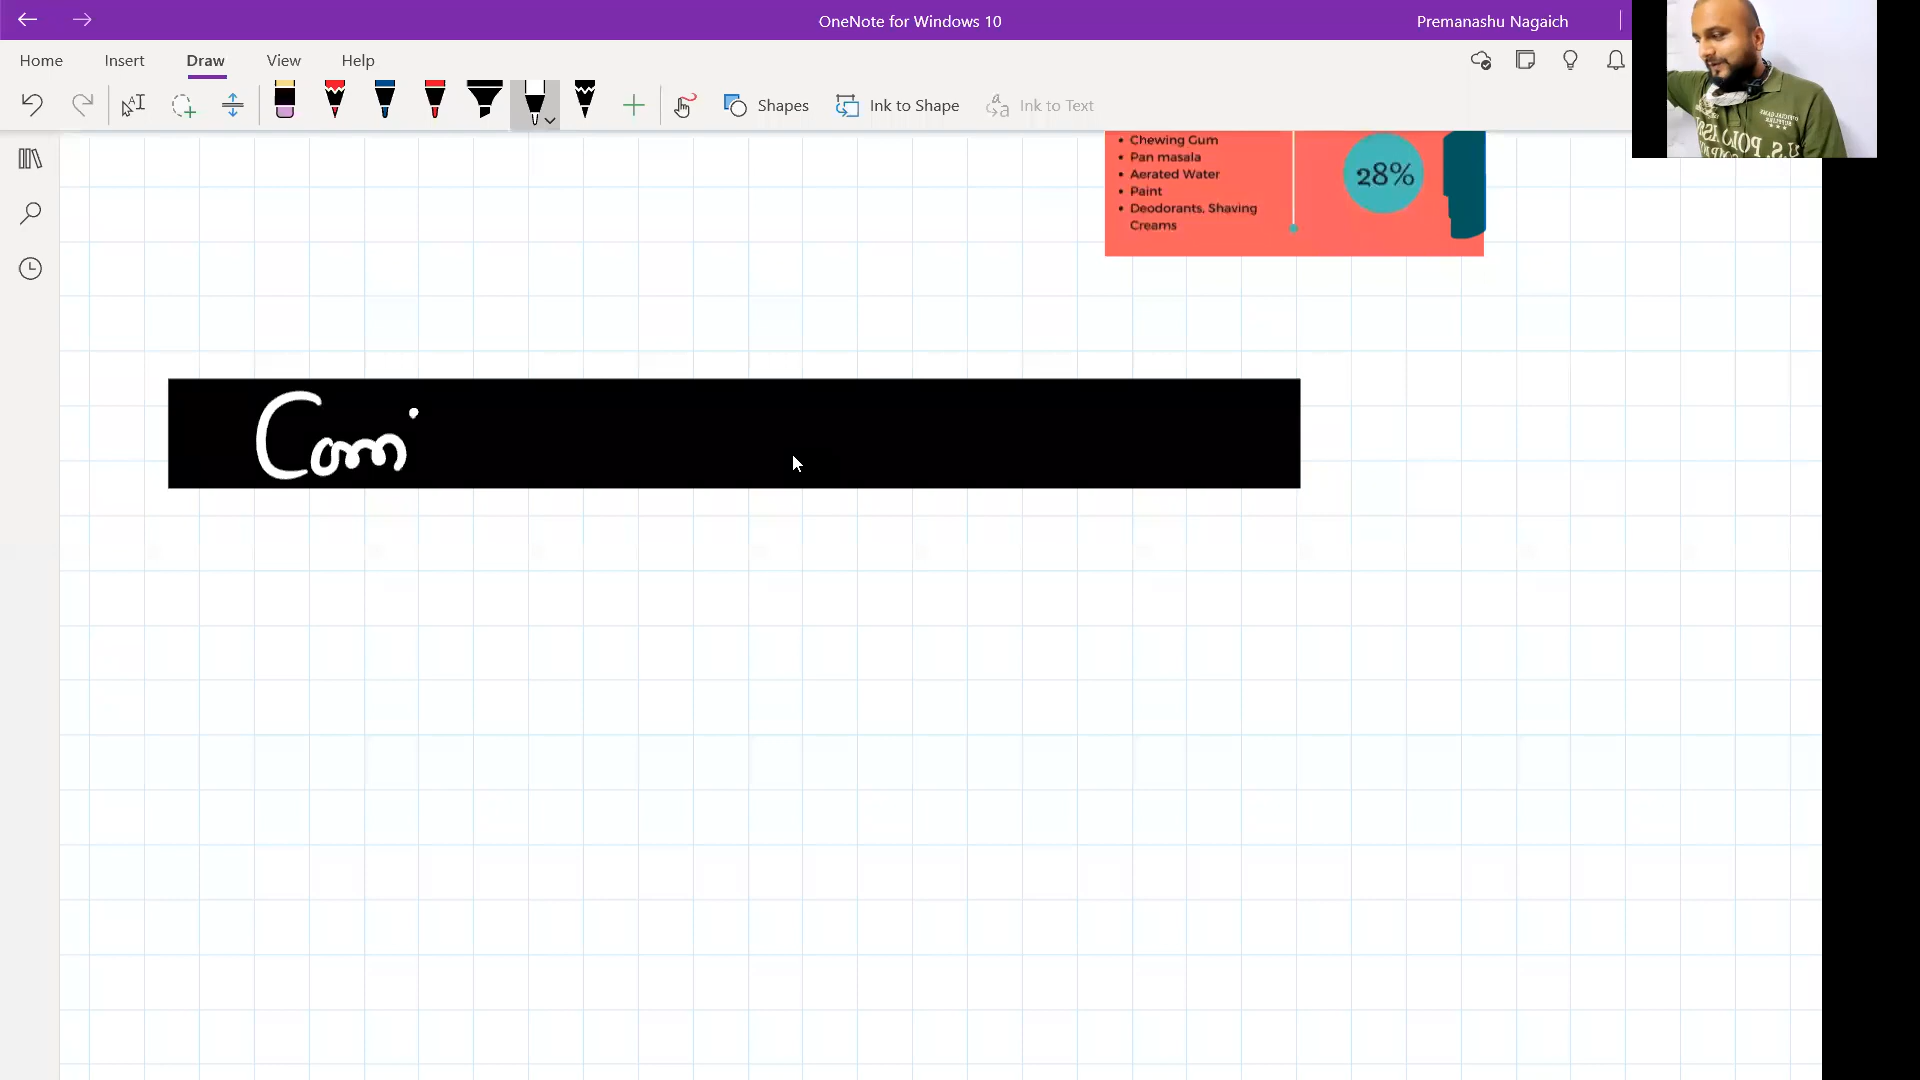 OneNote for Windows 10
Premanashu Nagaich
Home Insert Draw View Help
Shapes Ink to Shape Ink to Text
• Chewing Gum
• Pan masala
• Aerated Water
• Paint
• Deodorants, Shaving
Creams
28%
Com